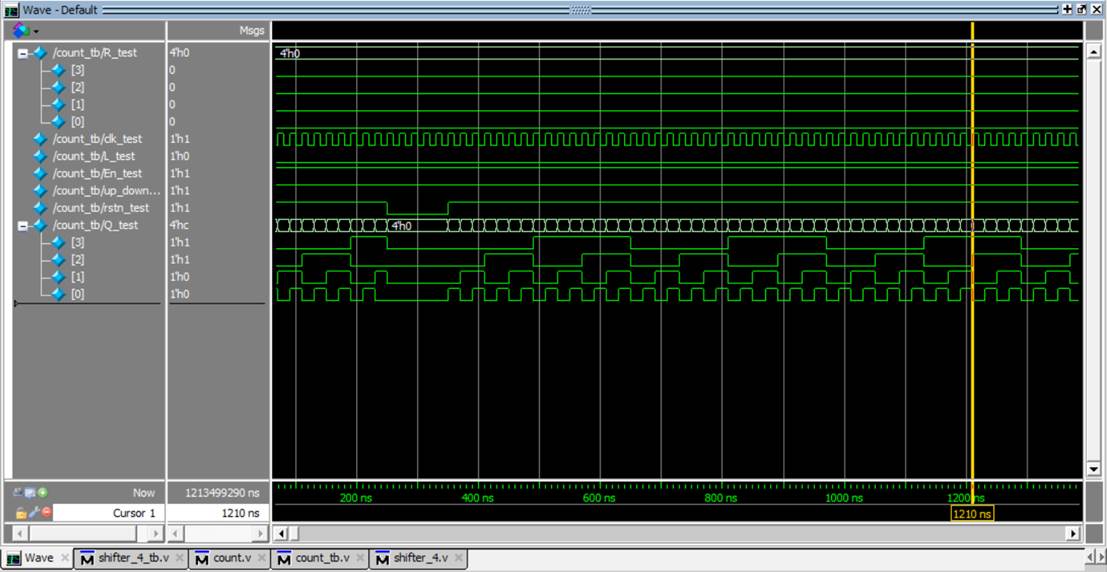 Wave - Default
Msgs
/count_tb/R_test 4'h0 4'h0
[3] 0
[2] 0
[1] 0
[0] 0
/count_tb/clk_test 1'h1
/count_tb/L_test 1'h0
/count_tb/En_test 1'h1
/count_tb/up_down... 1'h1
/count_tb/rstn_test 1'h1
/count_tb/Q_test 4'hc 4'h0
[3] 1'h1
[2] 1'h1
[1] 1'h0
[0] 1'h0
Now 1213499290 ns 200 ns 400 ns 600 ns 800 ns 1000 ns 1200 ns
Cursor 1 1210 ns 1210 ns
Wave shifter_4_tb.v count.v count_tb.v shifter_4.v